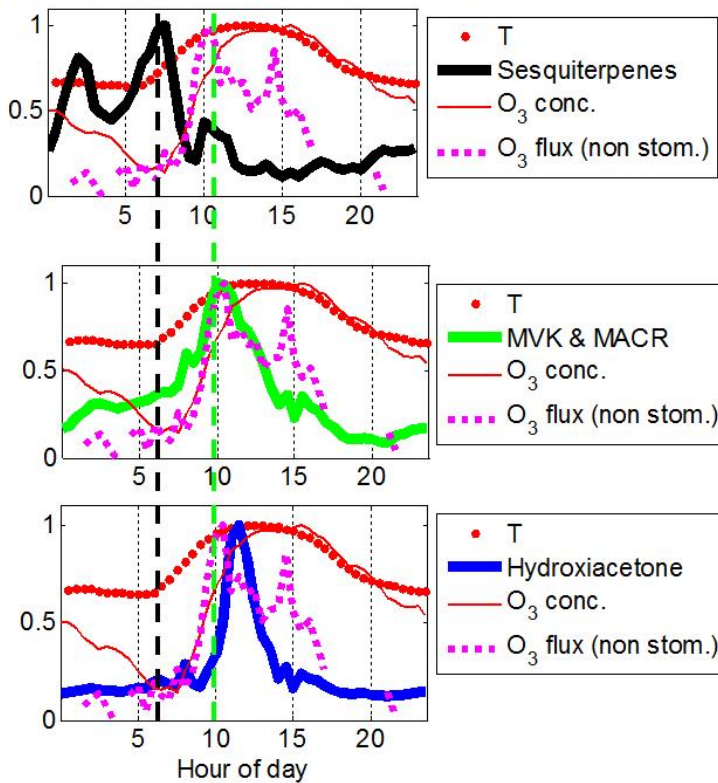 1
0.5
0
5 10 15 20
T
Sesquiterpenes
O3 conc.
O3 flux (non stom.)
1
0.5
0
5 10 15 20
T
MVK & MACR
O3 conc.
O3 flux (non stom.)
1
0.5
0
5 10 15 20
Hour of day
T
Hydroxiacetone
O3 conc.
O3 flux (non stom.)